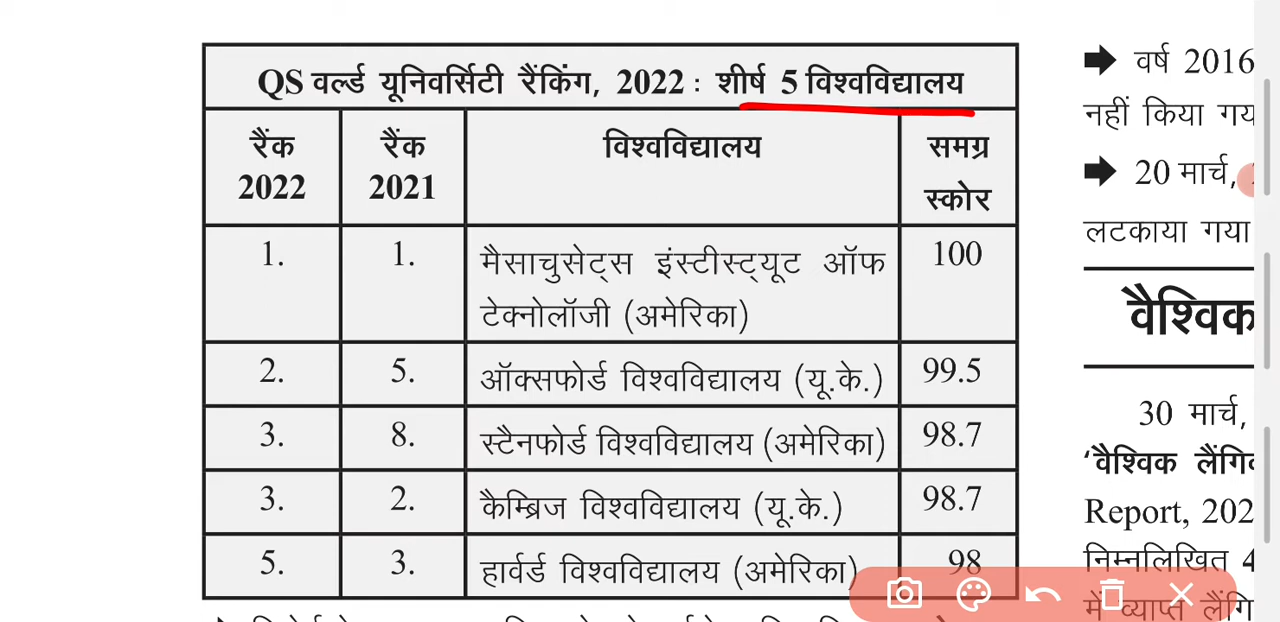 QS वर्ल्ड यूनिवर्सिटी रैंकिंग, 2022 : शीर्ष 5 विश्वविद्यालय
रैंक 2022 रैंक 2021 विश्वविद्यालय समग्र स्कोर
1. 1. मैसाचुसेट्स इंस्टीट्यूट ऑफ 100
टेक्नोलॉजी (अमेरिका)
2. 5. ऑक्सफोर्ड विश्वविद्यालय (यू.के.) 99.5
3. 8. स्टैनफोर्ड विश्वविद्यालय (अमेरिका) 98.7
3. 2. कैम्ब्रिज विश्वविद्यालय (यू.के.) 98.7
5. 3. हार्वर्ड विश्वविद्यालय (अमेरिका) 98
➡ वर्ष 2016
नहीं किया
➡ 20 मार्च,
लटकाया गया
वैश्विक
30 मार्च,
‘वैश्विक
Report,
निम्नलिखित 4
में व्याप्त